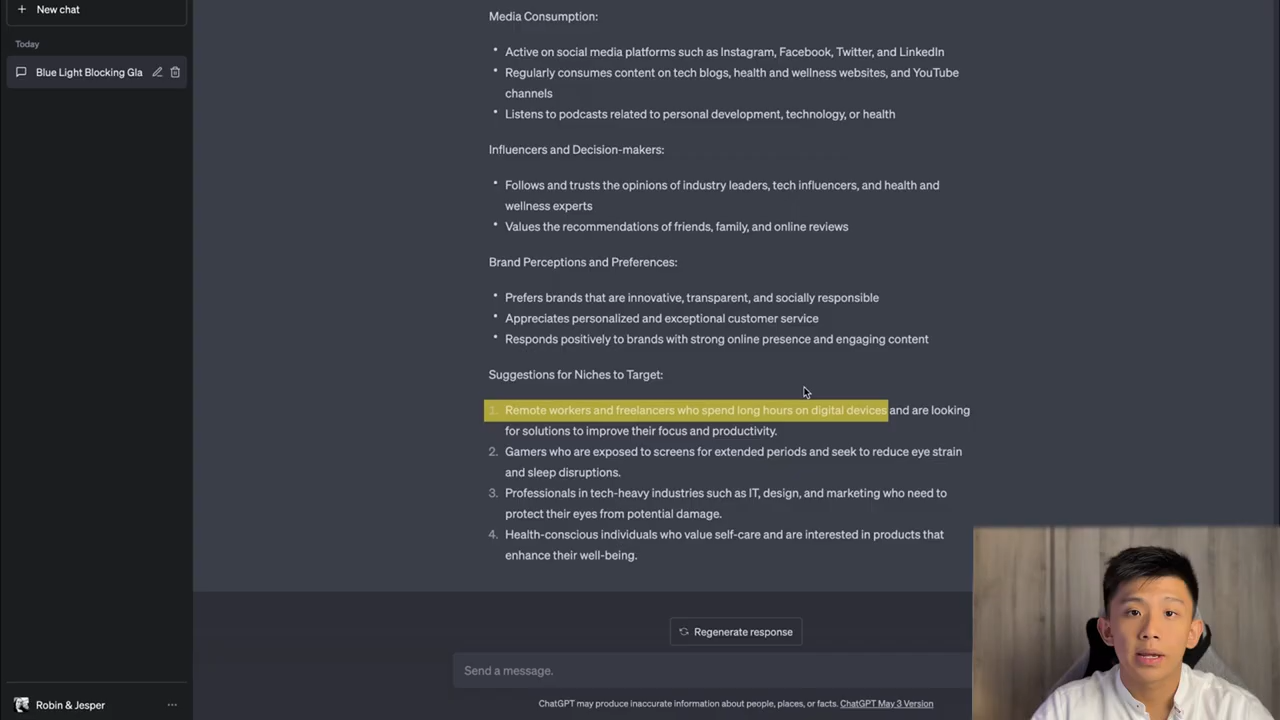 + New chat
Today
Blue Light Blocking Gla
Media Consumption:
• Active on social media platforms such as Instagram, Facebook, Twitter, and LinkedIn
• Regularly consumes content on tech blogs, health and wellness websites, and YouTube
channels
• Listens to podcasts related to personal development, technology, or health
Influencers and Decision-makers:
• Follows and trusts the opinions of industry leaders, tech influencers, and health and
wellness experts
• Values the recommendations of friends, family, and online reviews
Brand Perceptions and Preferences:
• Prefers brands that are innovative, transparent, and socially responsible
• Appreciates personalized and exceptional customer service
• Responds positively to brands with strong online presence and engaging content
Suggestions for Niches to Target:
1. Remote workers and freelancers who spend long hours on digital devices and are looking
for solutions to improve their focus and productivity.
2. Gamers who are exposed to screens for extended periods and seek to reduce eye strain
and sleep disruptions.
3. Professionals in tech-heavy industries such as IT, design, and marketing who need to
protect their eyes from potential damage.
4. Health-conscious individuals who value self-care and are interested in products that
enhance their well-being.
Regenerate response
Send a message.
ChatGPT may produce inaccurate information about people, places, or facts. ChatGPT May 3 Version
Robin & Jesper ...